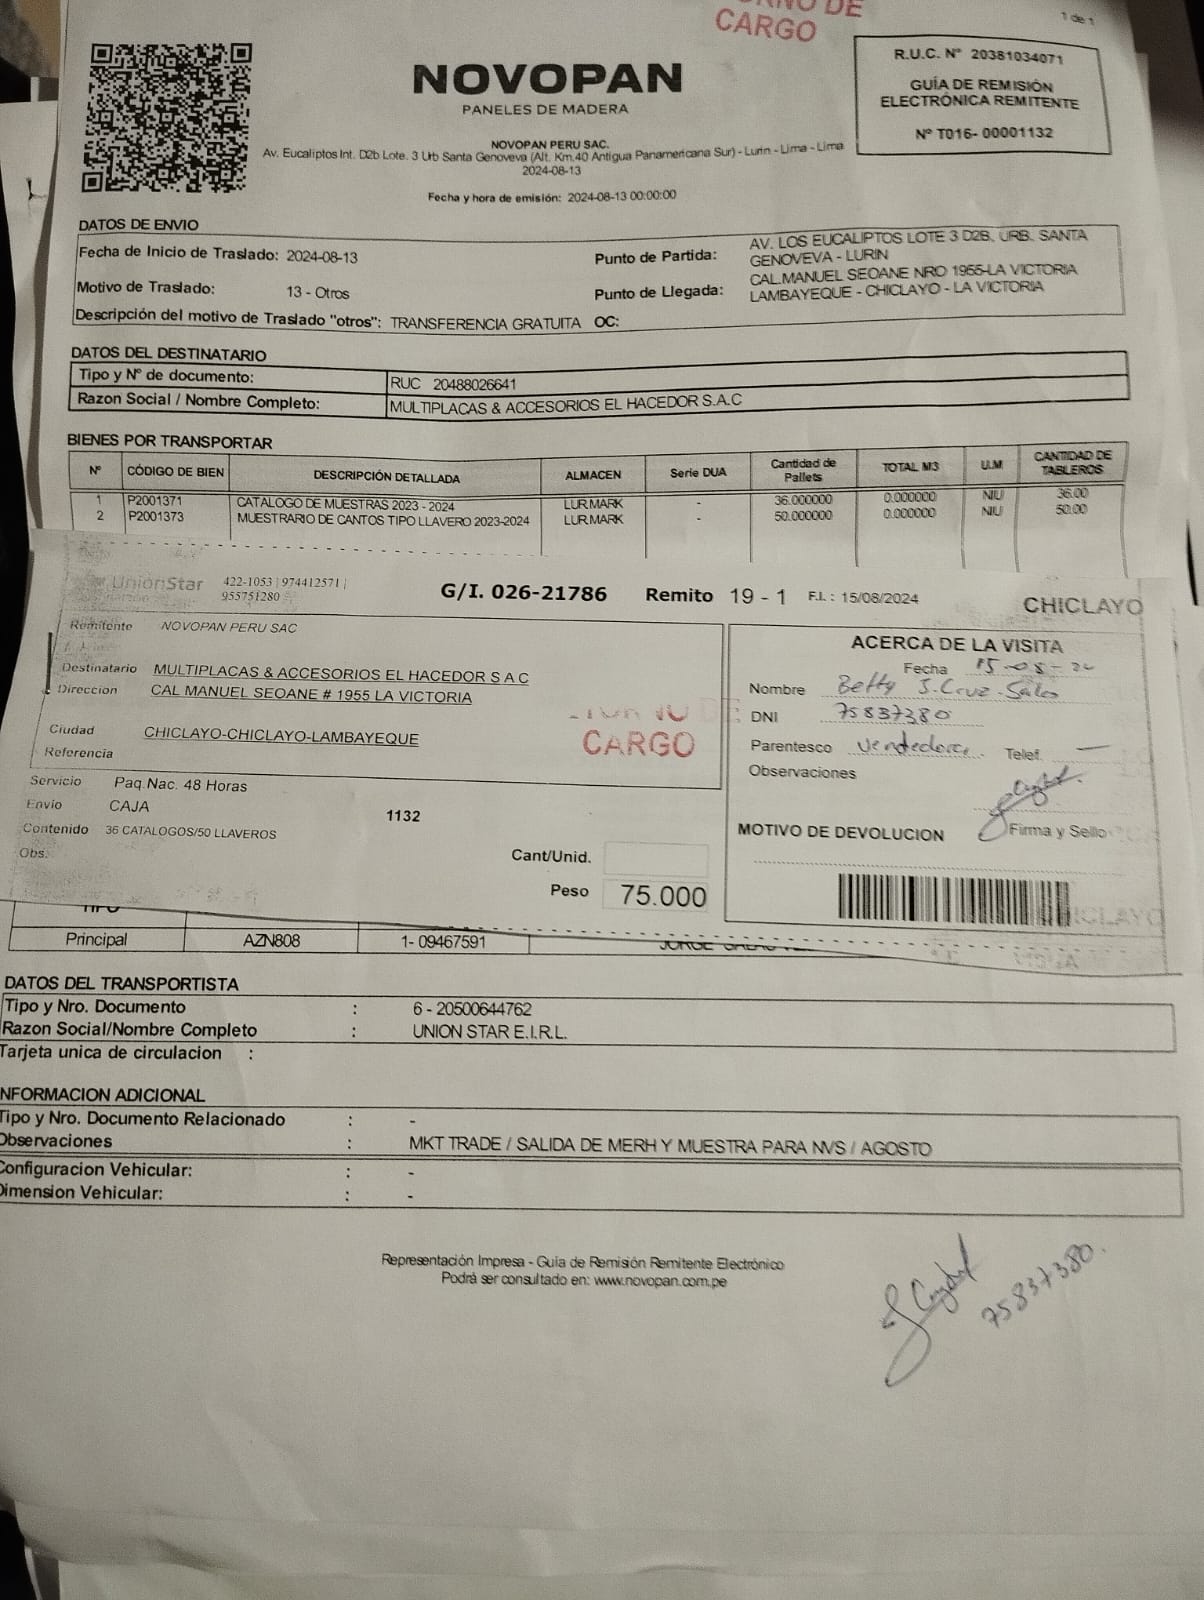 CARGO
1 de 1
NOVOPAN
PANELES DE MADERA
R.U.C. N° 20381034071
GUÍA DE REMISIÓN
ELECTRÓNICA REMITENTE
N° T016- 00001132
NOVOPAN PERU SAC.
Av. Eucaliptos Int. D2b Lote. 3 Urb Santa Genoveva (Alt. Km.40 Antigua Panamericana Sur) - Lurin - Lima - Lima
2024-08-13
Fecha y hora de emisión: 2024-08-13 00:00:00
DATOS DE ENVIO
Fecha de Inicio de Traslado: 2024-08-13
Punto de Partida: AV. LOS EUCALIPTOS LOTE 3 D2B, URB. SANTA
GENOVEVA - LURIN
Motivo de Traslado: 13 - Otros
Punto de Llegada: CAL.MANUEL SEOANE NRO 1955-LA VICTORIA
LAMBAYEQUE - CHICLAYO - LA VICTORIA
Descripción del motivo de Traslado "otros": TRANSFERENCIA GRATUITA OC:
DATOS DEL DESTINATARIO
Tipo y N° de documento: RUC 20488026641
Razon Social / Nombre Completo: MULTIPLACAS & ACCESORIOS EL HACEDOR S.A.C
BIENES POR TRANSPORTAR
N° CÓDIGO DE BIEN DESCRIPCIÓN DETALLADA ALMACEN Serie DUA Cantidad de Pallets TOTAL M3 U.M CANTIDAD DE TABLEROS
1 P2001371 CATALOGO DE MUESTRAS 2023 - 2024 LUR.MARK - 36.000000 0.000000 NIU 36.00
2 P2001373 MUESTRARIO DE CANTOS TIPO LLAVERO 2023-2024 LUR.MARK - 50.000000 0.000000 NIU 50.00
UnionStar 422-1053 | 974412571 |
955751280
G/I. 026-21786 Remito 19 - 1 F.I.: 15/08/2024 CHICLAYO
Remitente NOVOPAN PERU SAC
Destinatario MULTIPLACAS & ACCESORIOS EL HACEDOR S A C
Direccion CAL MANUEL SEOANE # 1955 LA VICTORIA
Ciudad CHICLAYO-CHICLAYO-LAMBAYEQUE
Referencia
CARGO
Servicio Paq.Nac. 48 Horas
Envio CAJA
1132
Contenido 36 CATALOGOS/50 LLAVEROS
Obs.
Cant/Unid.
Peso 75.000
ACERCA DE LA VISITA
Fecha 15-08-24
Nombre Betty J. Cruz Sales
DNI 75837380
Parentesco Vendedora. Telef. —
Observaciones
Firma y Sello
MOTIVO DE DEVOLUCION
Principal AZN808 1- 09467591
DATOS DEL TRANSPORTISTA
Tipo y Nro. Documento : 6 - 20500644762
Razon Social/Nombre Completo : UNION STAR E.I.R.L.
Tarjeta unica de circulacion :
NFORMACION ADICIONAL
Tipo y Nro. Documento Relacionado : -
Observaciones : MKT TRADE / SALIDA DE MERH Y MUESTRA PARA NVS / AGOSTO
Configuracion Vehicular: : -
Dimension Vehicular: : -
Representación Impresa - Guía de Remisión Remitente Electrónico
Podrá ser consultado en: www.novopan.com.pe
75837380.